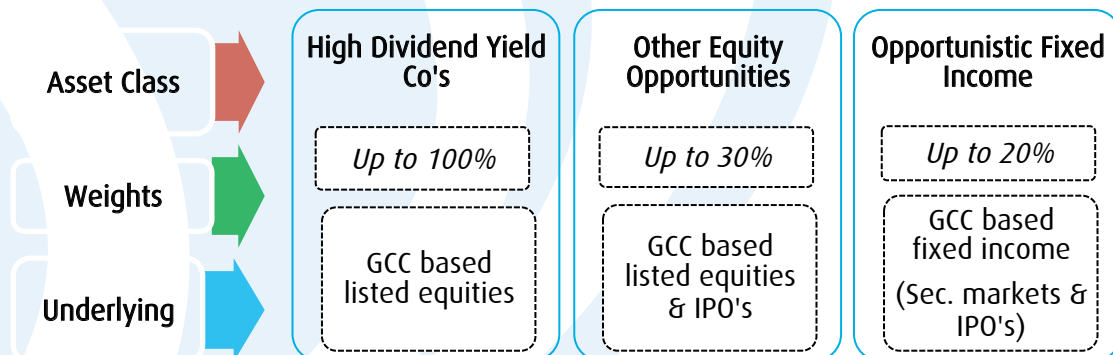 Asset Class
Weights
Underlying
High Dividend Yield
Co's
Up to 100%
GCC based
listed equities
Other Equity
Opportunities
Up to 30%
GCC based
listed equities
& IPO's
Opportunistic Fixed
Income
Up to 20%
GCC based
fixed income
(Sec. markets &
IPO's)